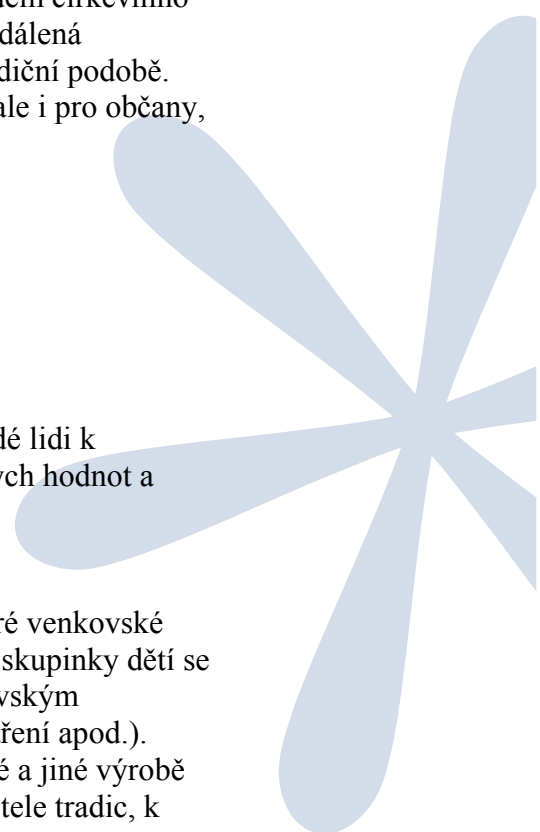 dálená
diční podobě.
ale i pro občany,
dé lidi k
ých hodnot a
ré venkovské
skupinky dětí se
vským
ření apod.).
é a jiné výrobě
tele tradic, k